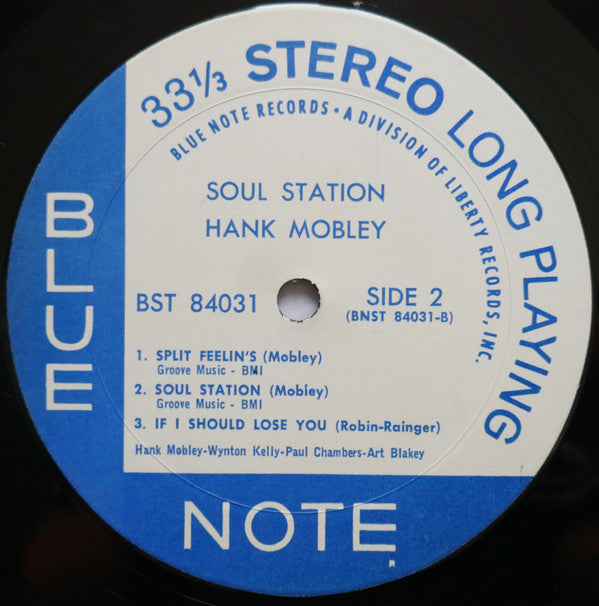 33⅓ STEREO LONG PLAYING
BLUE NOTE RECORDS • A DIVISION OF LIBERTY RECORDS, INC.
SOUL STATION
HANK MOBLEY
BST 84031
SIDE 2
(BNST 84031-B)
1. SPLIT FEELIN'S (Mobley)
Groove Music - BMI
2. SOUL STATION (Mobley)
Groove Music - BMI
3. IF I SHOULD LOSE YOU (Robin-Rainger)
Hank Mobley-Wynton Kelly-Paul Chambers-Art Blakey
BLUE
NOTE
R